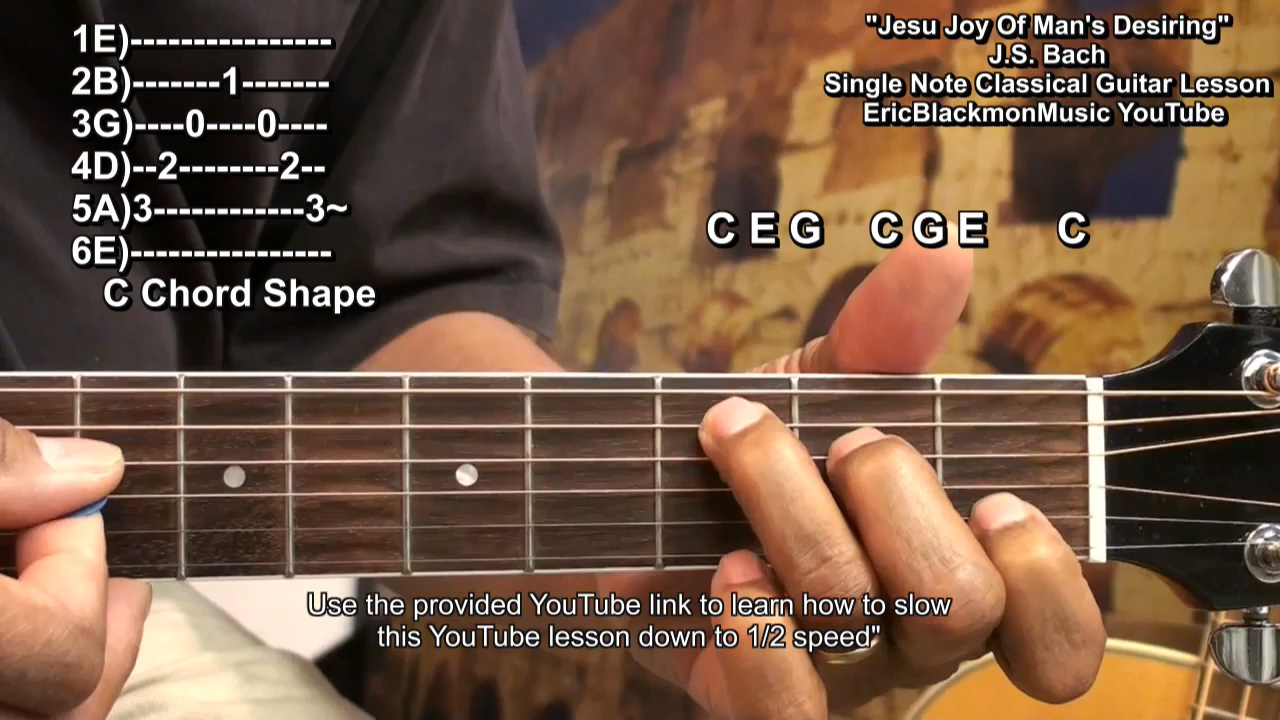 1E)----------------
2B)-------1-------
3G)----0----0----
4D)--2--------2--
5A)3------------3~
6E)---------------
C Chord Shape
"Jesu Joy Of Man's Desiring"
J.S. Bach
Single Note Classical Guitar Lesson
EricBlackmonMusic YouTube
C E G C G E C
Use the provided YouTube link to learn how to slow
this YouTube lesson down to 1/2 speed"